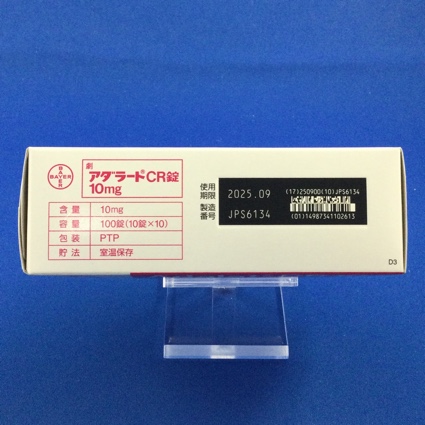 BAYER
BAYER
劇
アダラート®CR錠
10mg
含量 10mg
容量 100錠(10錠×10)
包装 PTP
貯法 室温保存
使用期限 2025.09
製造番号 JPS6134
(17)250900(10)JPS6134
(01)14987341102613
D3